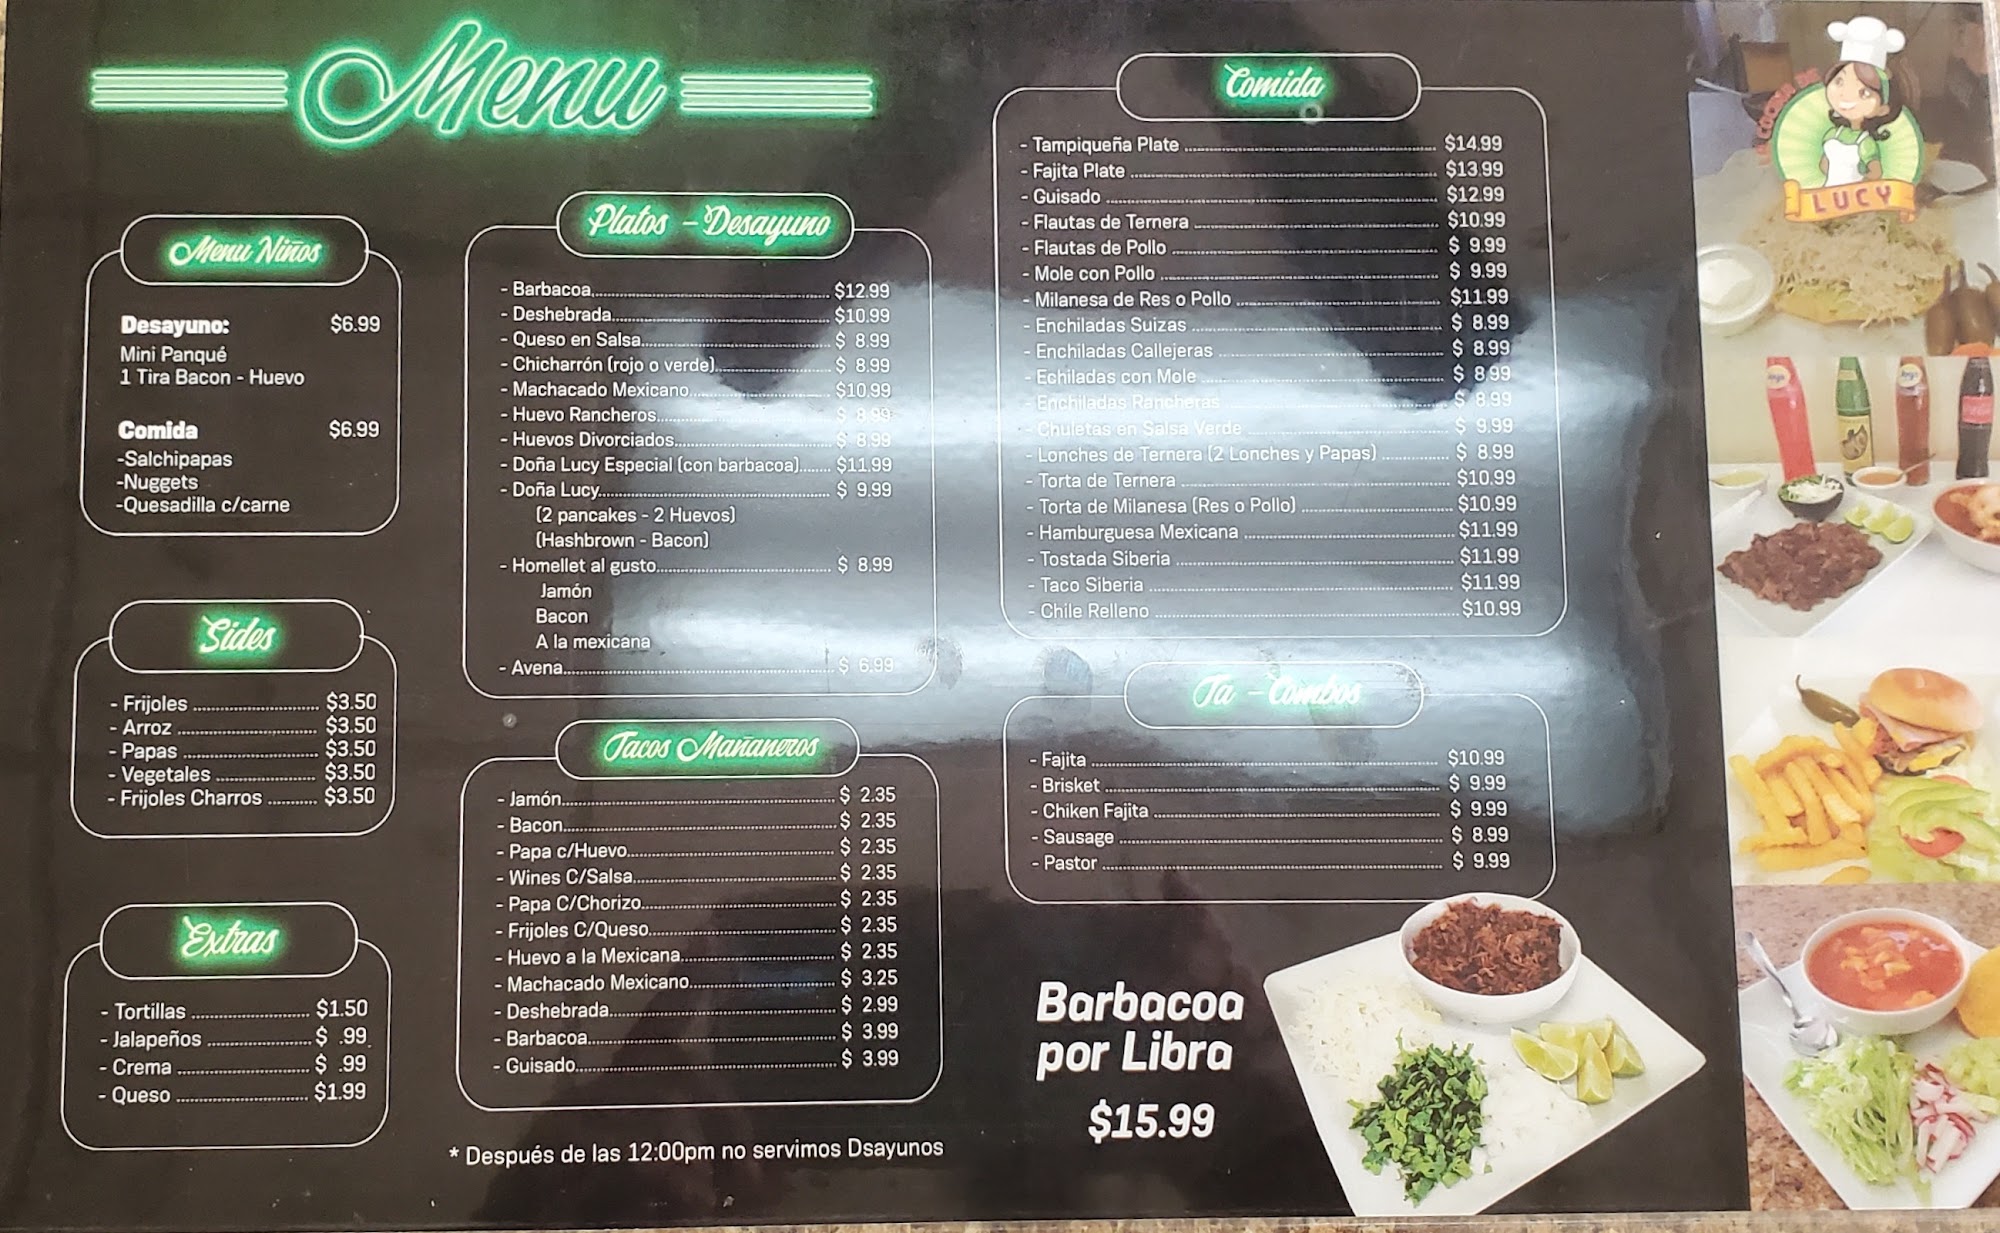 Menu
Menu Niños
Desayuno: $6.99
Mini Panqué
1 Tira Bacon - Huevo
Comida $6.99
-Salchipapas
-Nuggets
-Quesadilla c/carne
Sides
- Frijoles $3.50
- Arroz $3.50
- Papas $3.50
- Vegetales $3.50
- Frijoles Charros $3.50
Extras
- Tortillas $1.50
- Jalapeños $ .99
- Crema $ .99
- Queso $1.99
Platos - Desayuno
- Barbacoa $12.99
- Deshebrada $10.99
- Queso en Salsa $ 8.99
- Chicharrón (rojo o verde) $ 8.99
- Machacado Mexicano $10.99
- Huevo Rancheros $ 8.99
- Huevos Divorciados $ 8.99
- Doña Lucy Especial (con barbacoa) $11.99
- Doña Lucy $ 9.99
(2 pancakes - 2 Huevos)
(Hashbrown - Bacon)
- Homellet al gusto $ 8.99
Jamón
Bacon
A la mexicana
- Avena $ 6.99
Tacos Mañaneros
- Jamón $ 2.35
- Bacon $ 2.35
- Papa c/Huevo $ 2.35
- Wines C/Salsa $ 2.35
- Papa C/Chorizo $ 2.35
- Frijoles C/Queso $ 2.35
- Huevo a la Mexicana $ 2.35
- Machacado Mexicano $ 3.25
- Deshebrada $ 2.99
- Barbacoa $ 3.99
- Guisado $ 3.99
* Después de las 12:00pm no servimos Dsayunos
Comida
- Tampiqueña Plate $14.99
- Fajita Plate $13.99
- Guisado $12.99
- Flautas de Ternera $10.99
- Flautas de Pollo $ 9.99
- Mole con Pollo $ 9.99
- Milanesa de Res o Pollo $11.99
- Enchiladas Suizas $ 8.99
- Enchiladas Callejeras $ 8.99
- Echiladas con Mole $ 8.99
- Enchiladas Rancheras $ 8.99
- Chuletas en Salsa Verde $ 9.99
- Lonches de Ternera (2 Lonches y Papas) $ 8.99
- Torta de Ternera $10.99
- Torta de Milanesa (Res o Pollo) $10.99
- Hamburguesa Mexicana $11.99
- Tostada Siberia $11.99
- Taco Siberia $11.99
- Chile Relleno $10.99
Ta - Combos
- Fajita $10.99
- Brisket $ 9.99
- Chiken Fajita $ 9.99
- Sausage $ 8.99
- Pastor $ 9.99
Barbacoa
por Libra
$15.99
LUCY